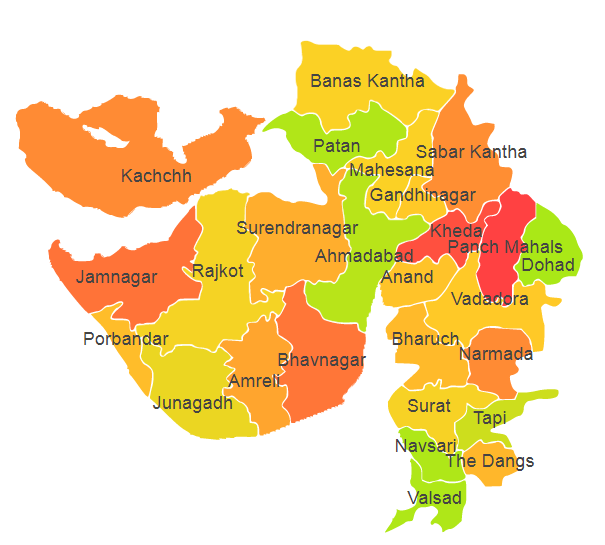 Banas Kantha
Patan
Sabar Kantha
Mahesana
Kachchh
Gandhinagar
Surendranagar
Kheda
Panch Mahals
Ahmadabad
Dohad
Rajkot
Jamnagar
Anand
Vadadora
Porbandar
Bharuch
Narmada
Bhavnagar
Amreli
Junagadh
Surat
Tapi
Navsari
The Dangs
Valsad